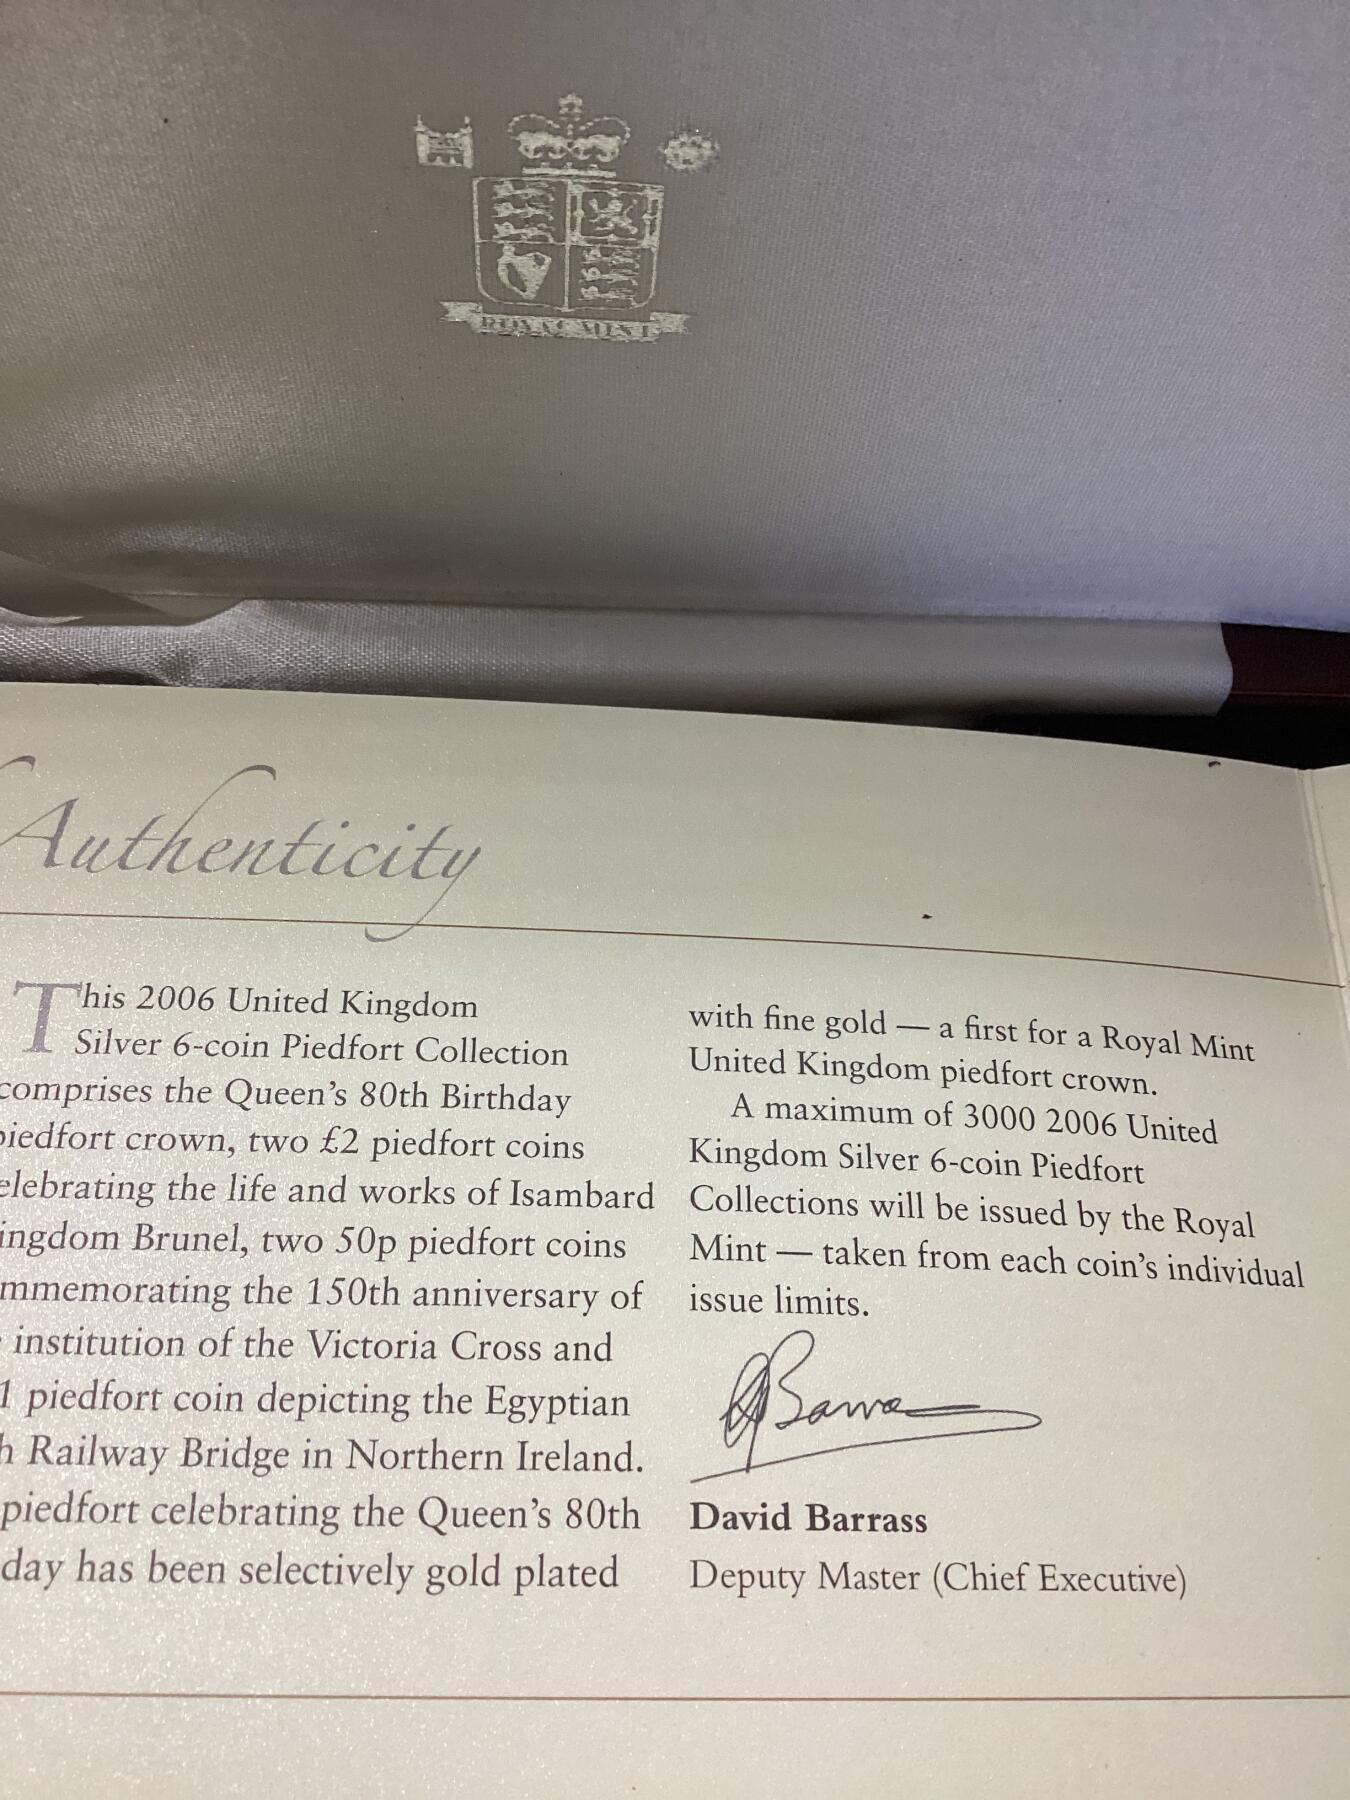 ROYAL MINT
Authenticity
This 2006 United Kingdom
Silver 6-coin Piedfort Collection
comprises the Queen's 80th Birthday
piedfort crown, two £2 piedfort coins
elebrating the life and works of Isambard
ingdom Brunel, two 50p piedfort coins
mmemorating the 150th anniversary of
institution of the Victoria Cross and
1 piedfort coin depicting the Egyptian
h Railway Bridge in Northern Ireland.
piedfort celebrating the Queen's 80th
day has been selectively gold plated
with fine gold — a first for a Royal Mint
United Kingdom piedfort crown.
A maximum of 3000 2006 United
Kingdom Silver 6-coin Piedfort
Collections will be issued by the Royal
Mint — taken from each coin's individual
issue limits.
David Barrass
Deputy Master (Chief Executive)